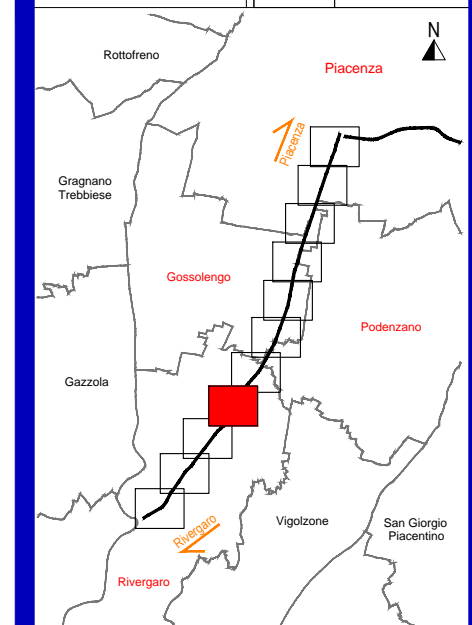 N
Rottofreno
Piacenza
Piacenza
Gragnano
Trebbiese
Gossolengo
Podenzano
Gazzola
Rivergaro
Vigolzone
San Giorgio
Piacentino
Rivergaro